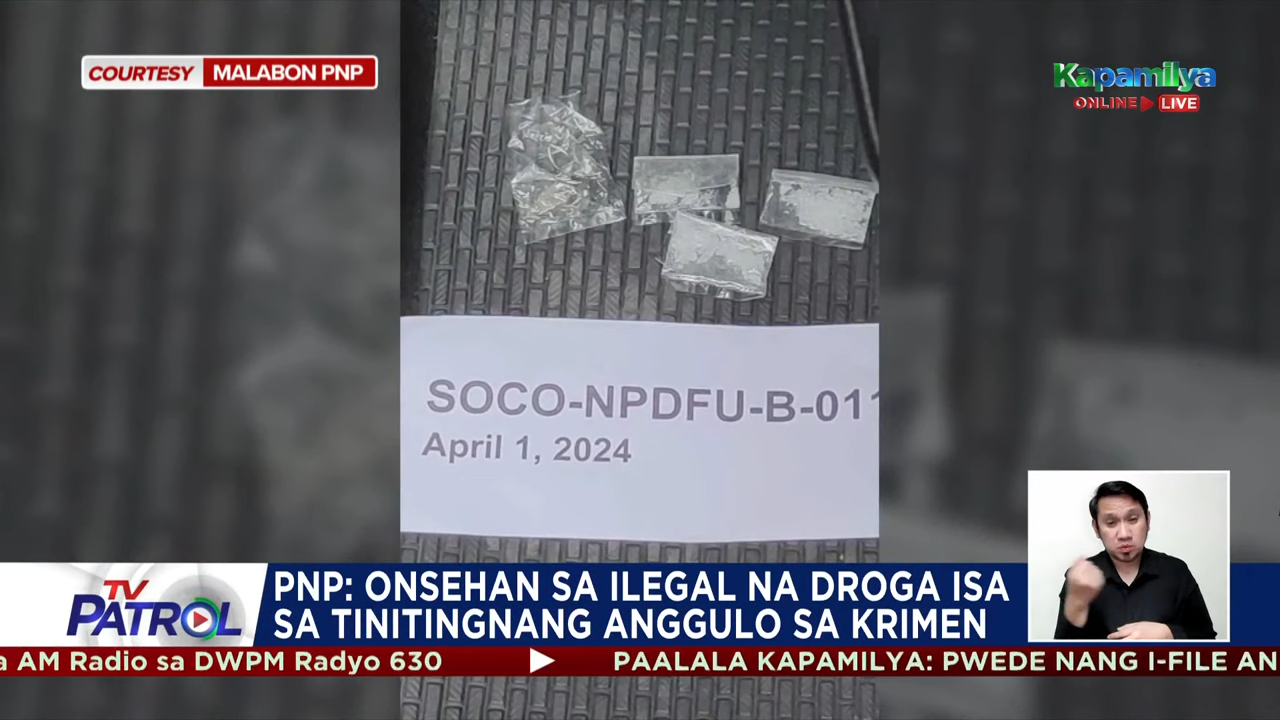 COURTESY MALABON PNP
Kapamilya
ONLINE LIVE
SOCO-NPDFU-B-011
April 1, 2024
TV PATROL
PNP: ONSEHAN SA ILEGAL NA DROGA ISA
SA TINITINGNANG ANGGULO SA KRIMEN
a AM Radio sa DWPM Radyo 630 PAALALA KAPAMILYA: PWEDE NANG I-FILE AN